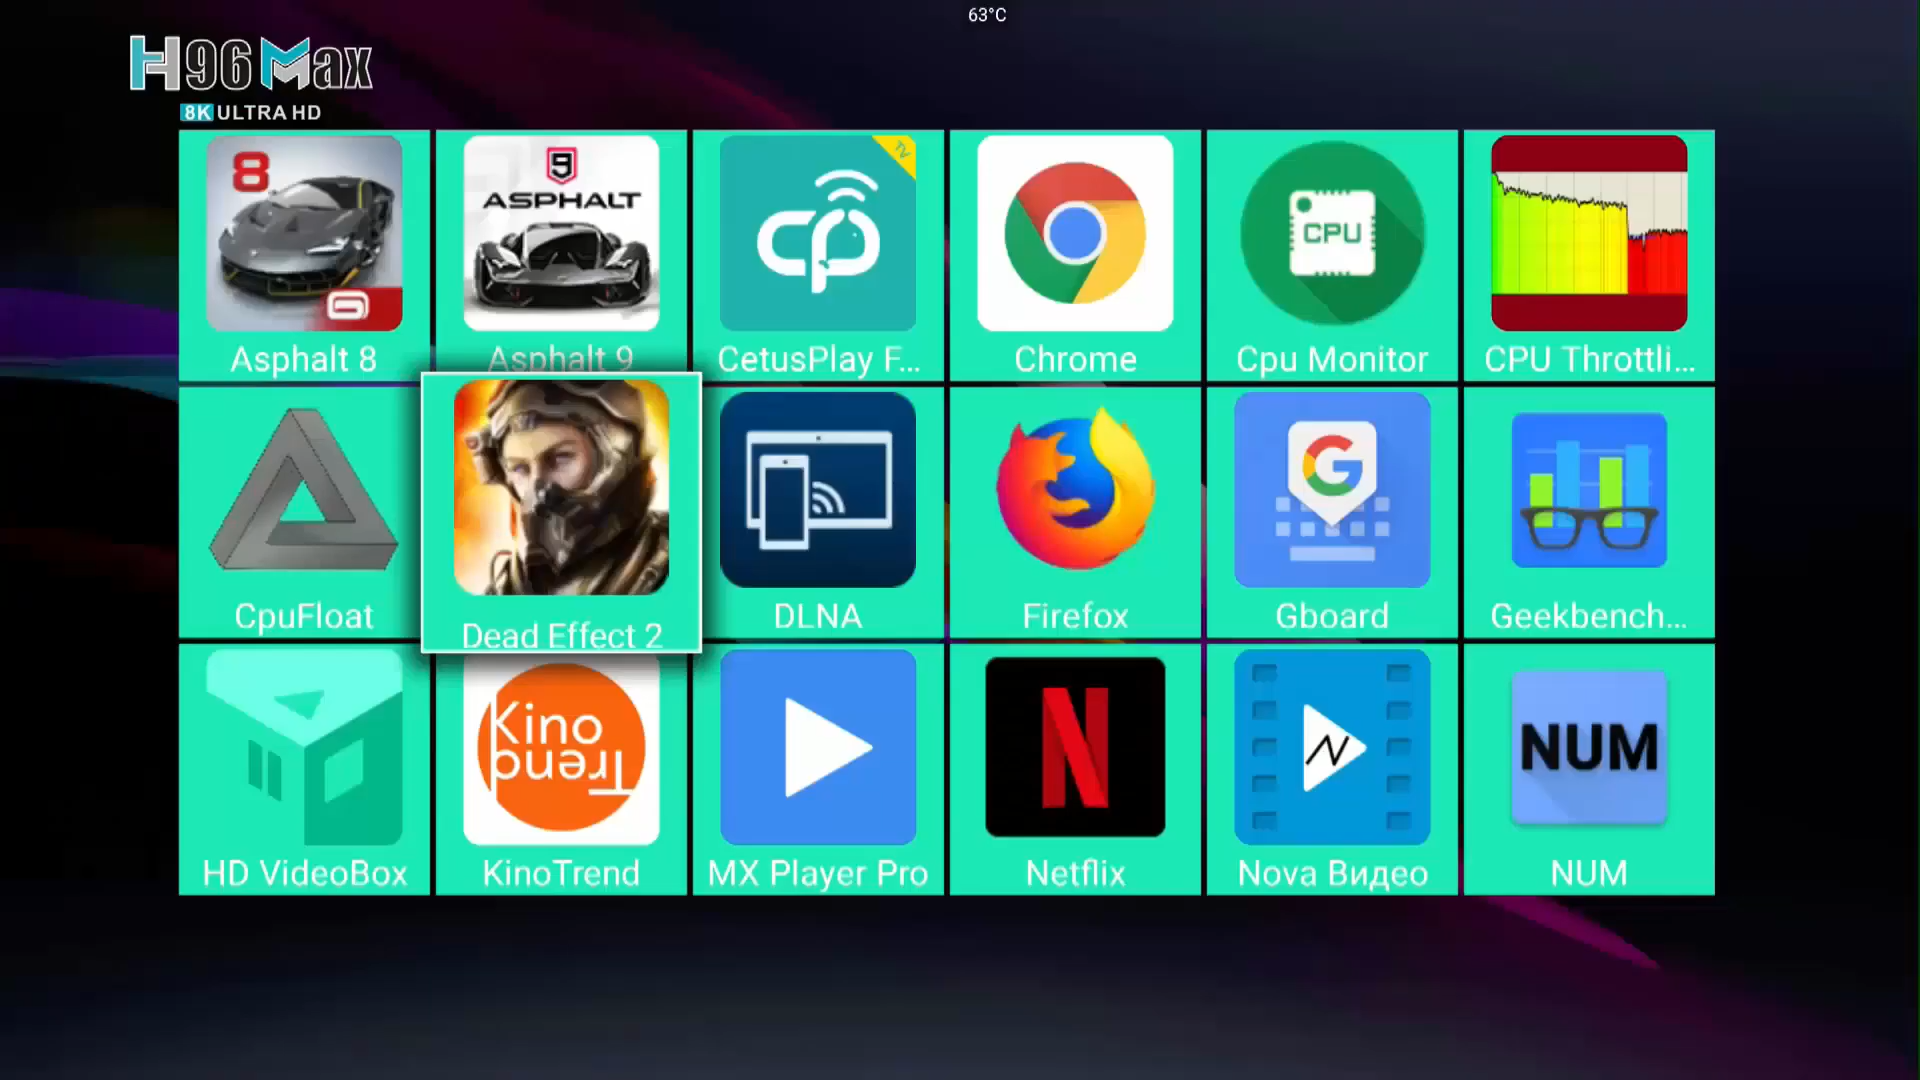 63°C
H96 Max
8K ULTRA HD
8
9
ASPHALT
TV
CPU
Asphalt 8
Asphalt 9
CetusPlay F...
Chrome
Cpu Monitor
CPU Throttli...
G
CpuFloat
Dead Effect 2
DLNA
Firefox
Gboard
Geekbench...
Kino
Trend
N
N
NUM
HD VideoBox
KinoTrend
MX Player Pro
Netflix
Nova Видео
NUM